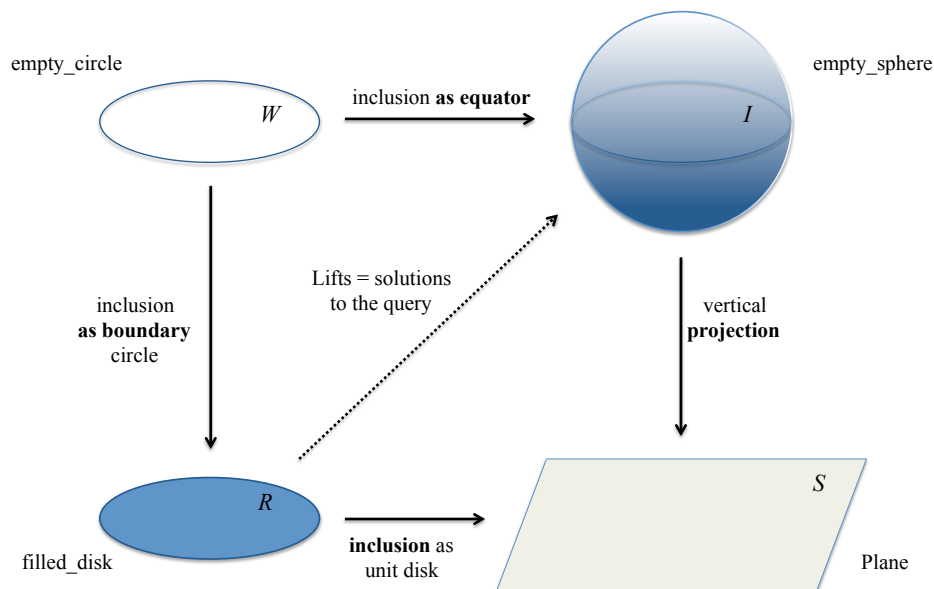 empty_circle
W
inclusion as equator
I
empty_sphere
Lifts = solutions
to the query
inclusion
as boundary
circle
vertical
projection
R
S
filled_disk
inclusion as
unit disk
Plane